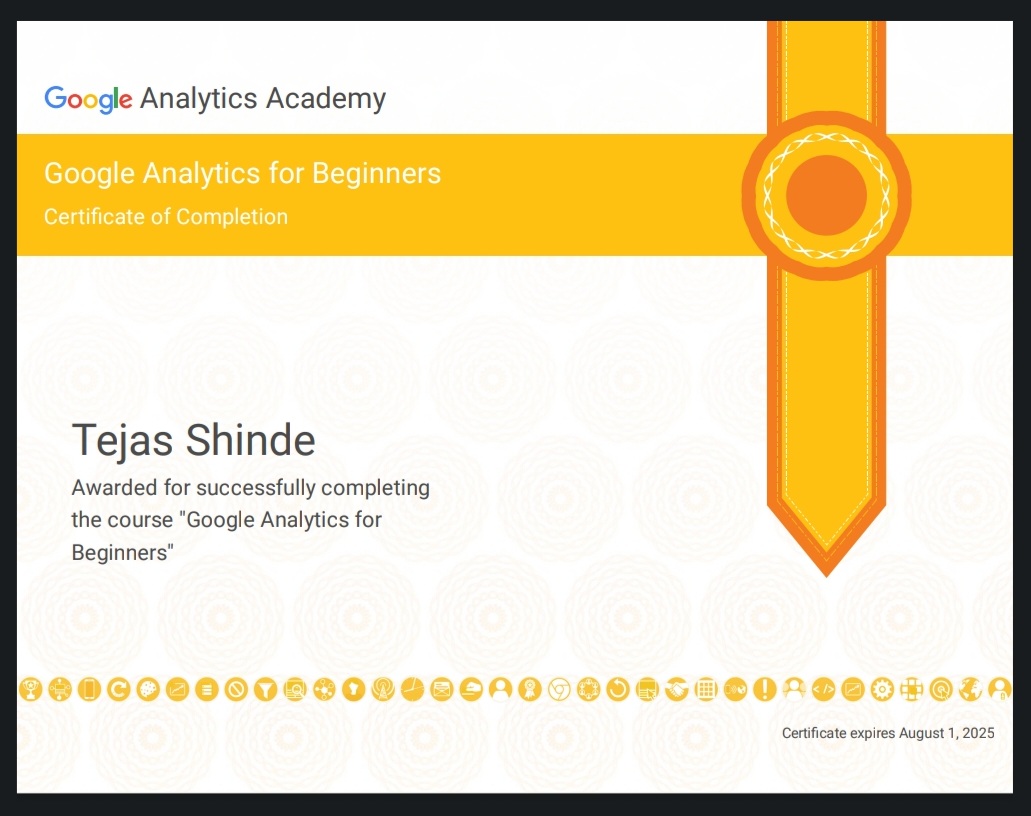 Google Analytics Academy
Google Analytics for Beginners
Certificate of Completion
Tejas Shinde
Awarded for successfully completing
the course "Google Analytics for
Beginners"
Certificate expires August 1, 2025